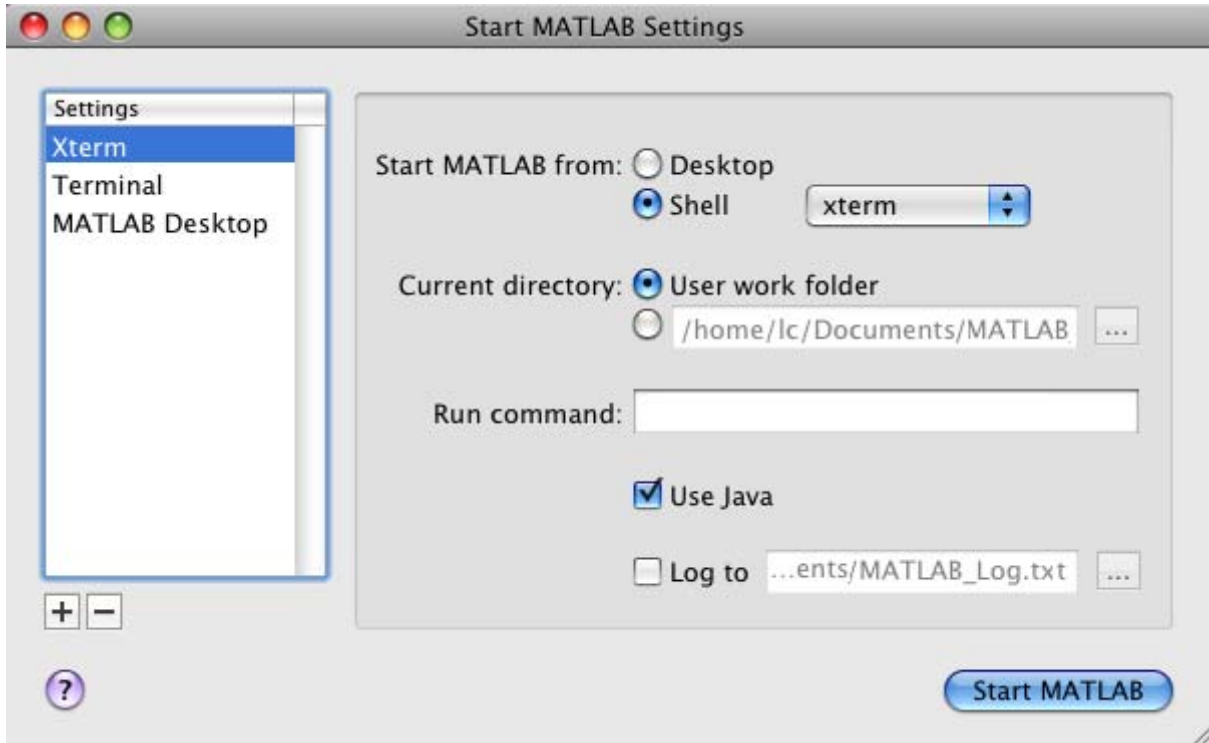 Start MATLAB Settings
Settings
Xterm
Terminal
MATLAB Desktop
Start MATLAB from: Desktop
Shell xterm
Current directory: User work folder
/home/lc/Documents/MATLAB ...
Run command:
Use Java
Log to ...ents/MATLAB_Log.txt ...
+ −
? Start MATLAB